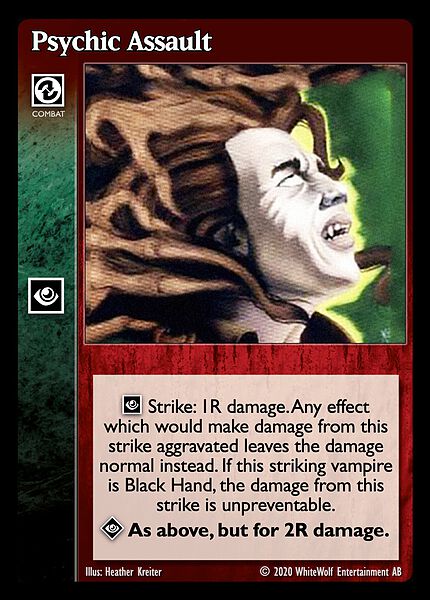 Psychic Assault
COMBAT
Strike: 1R damage. Any effect
which would make damage from this
strike aggravated leaves the damage
normal instead. If this striking vampire
is Black Hand, the damage from this
strike is unpreventable.
As above, but for 2R damage.
Illus: Heather Kreiter © 2020 WhiteWolf Entertainment AB